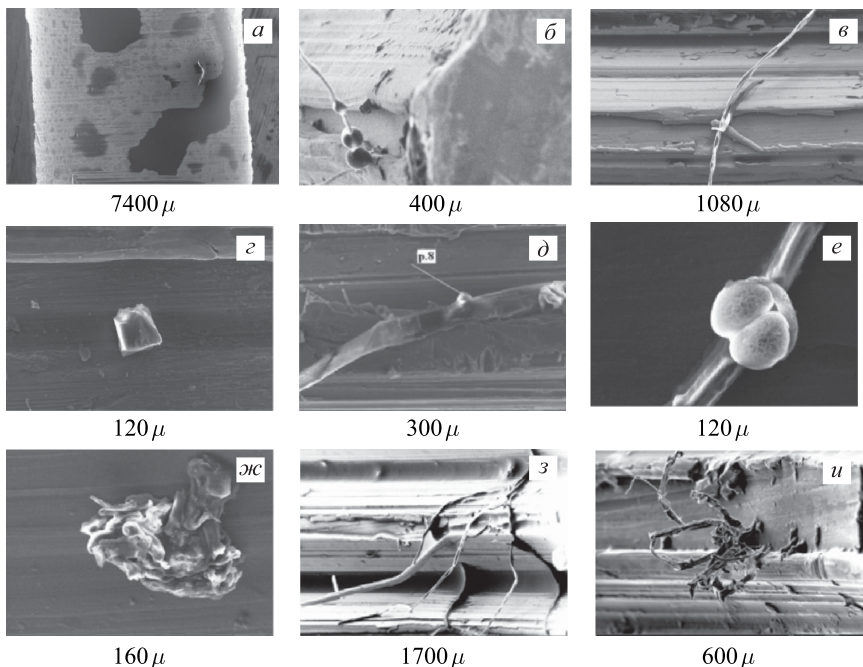 а
б
в
7400 μ
400 μ
1080 μ
г
д
p.8
е
120 μ
300 μ
120 μ
ж
з
и
160 μ
1700 μ
600 μ